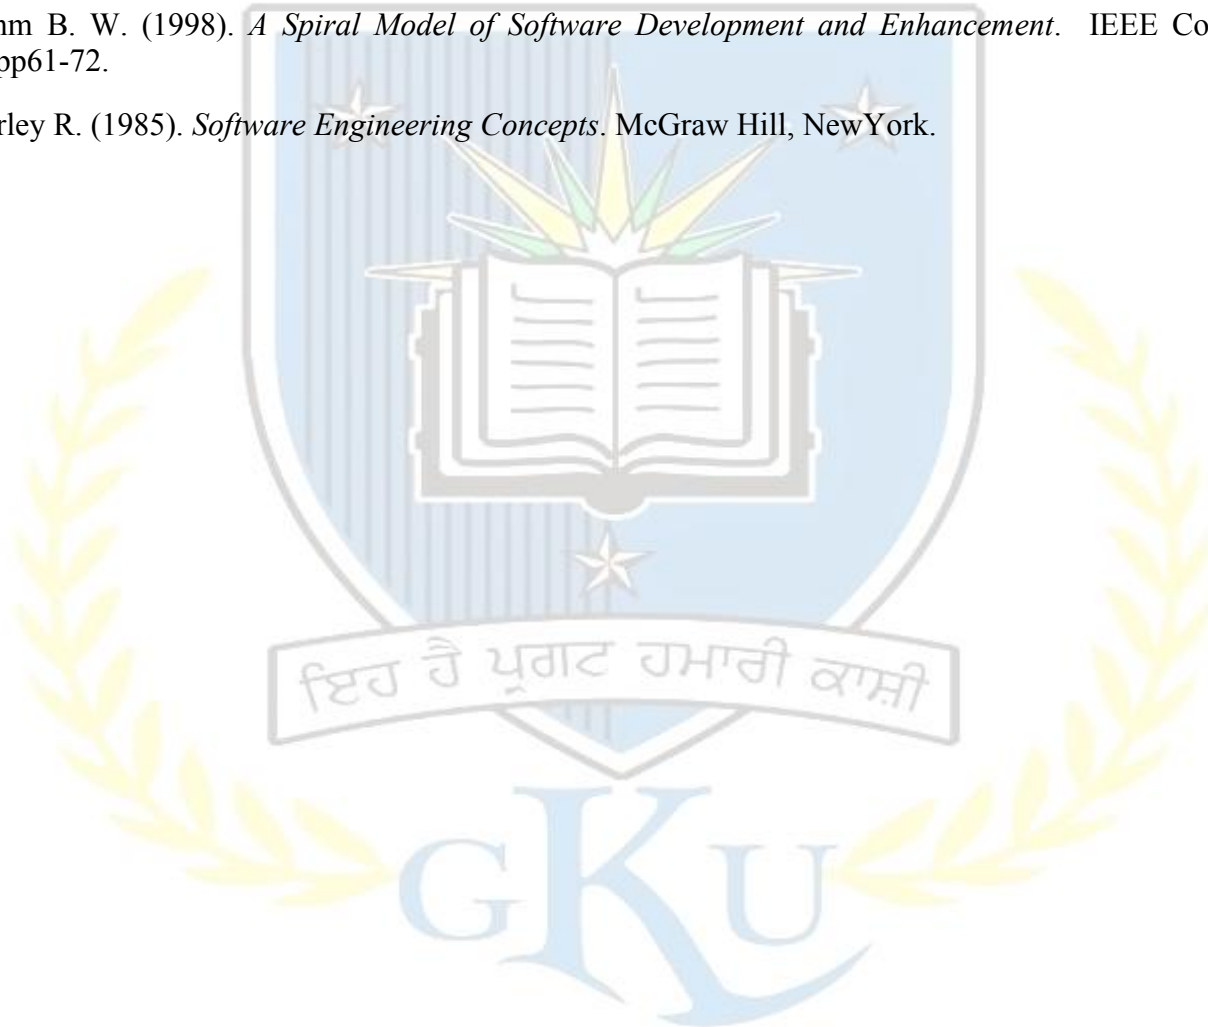 hm B. W. (1998). A Spiral Model of Software Development and Enhancement. IEEE Co
pp61-72.
rley R. (1985). Software Engineering Concepts. McGraw Hill, NewYork.
ਇਹ ਹੈ ਪ੍ਰਗਟ ਹਮਾਰੀ ਕਾਸ਼ੀ
GKU